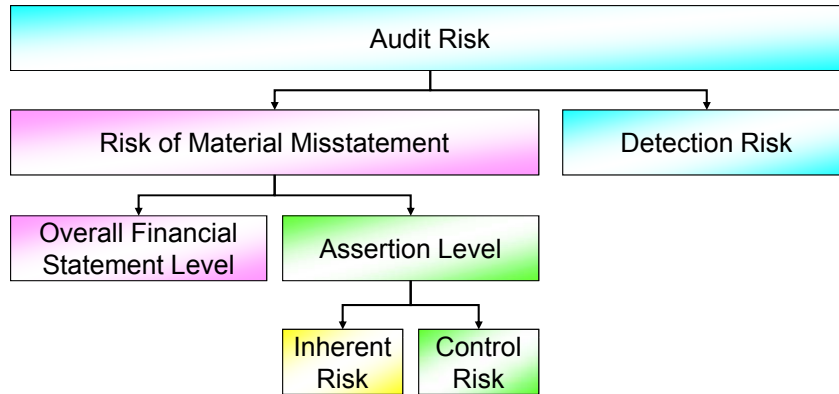 Audit Risk
Risk of Material Misstatement
Detection Risk
Overall Financial
Statement Level
Assertion Level
Inherent
Risk
Control
Risk